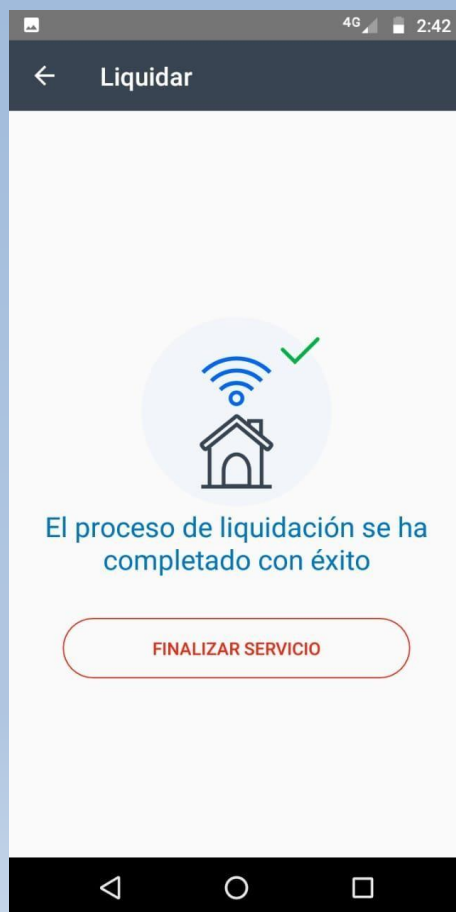 4G 2:42
Liquidar
El proceso de liquidación se ha
completado con éxito
FINALIZAR SERVICIO